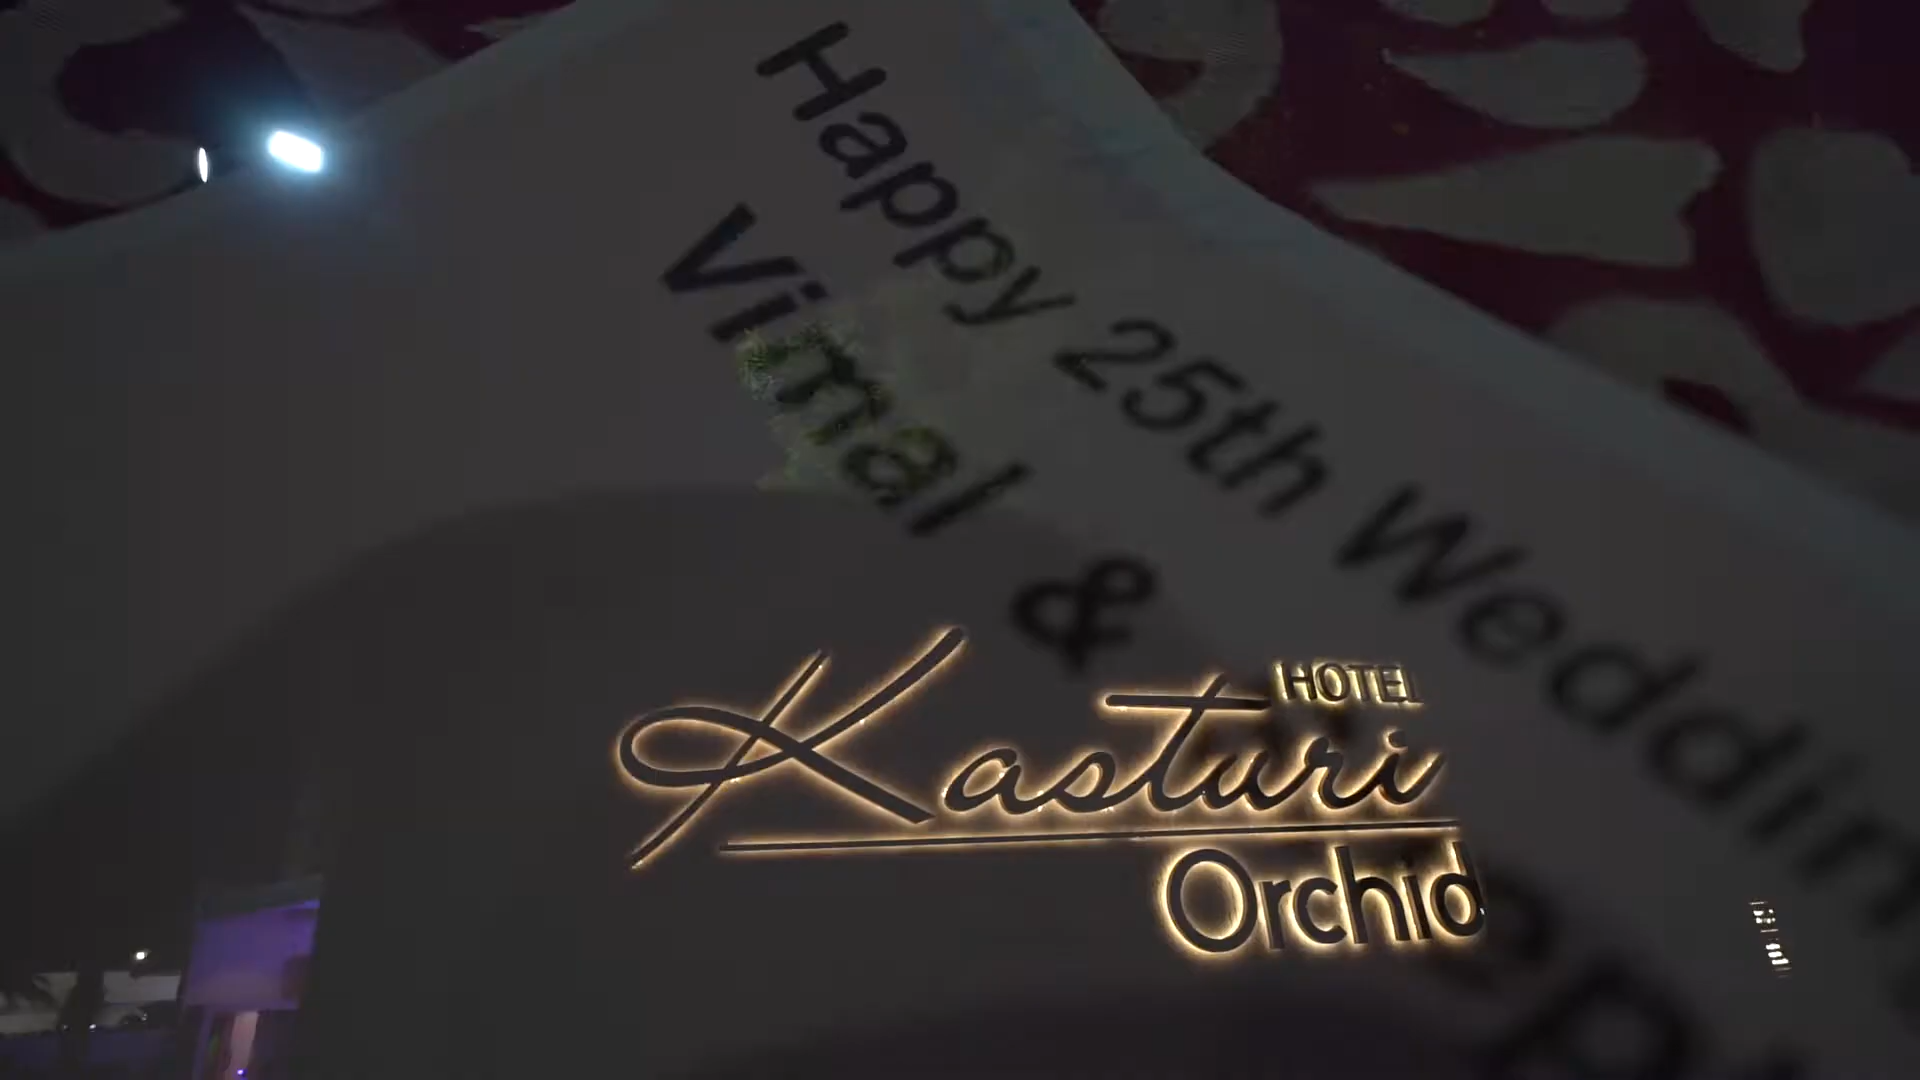 Happy 25th Weddin
Vimal &
HOTEL
Kasturi
Orchid